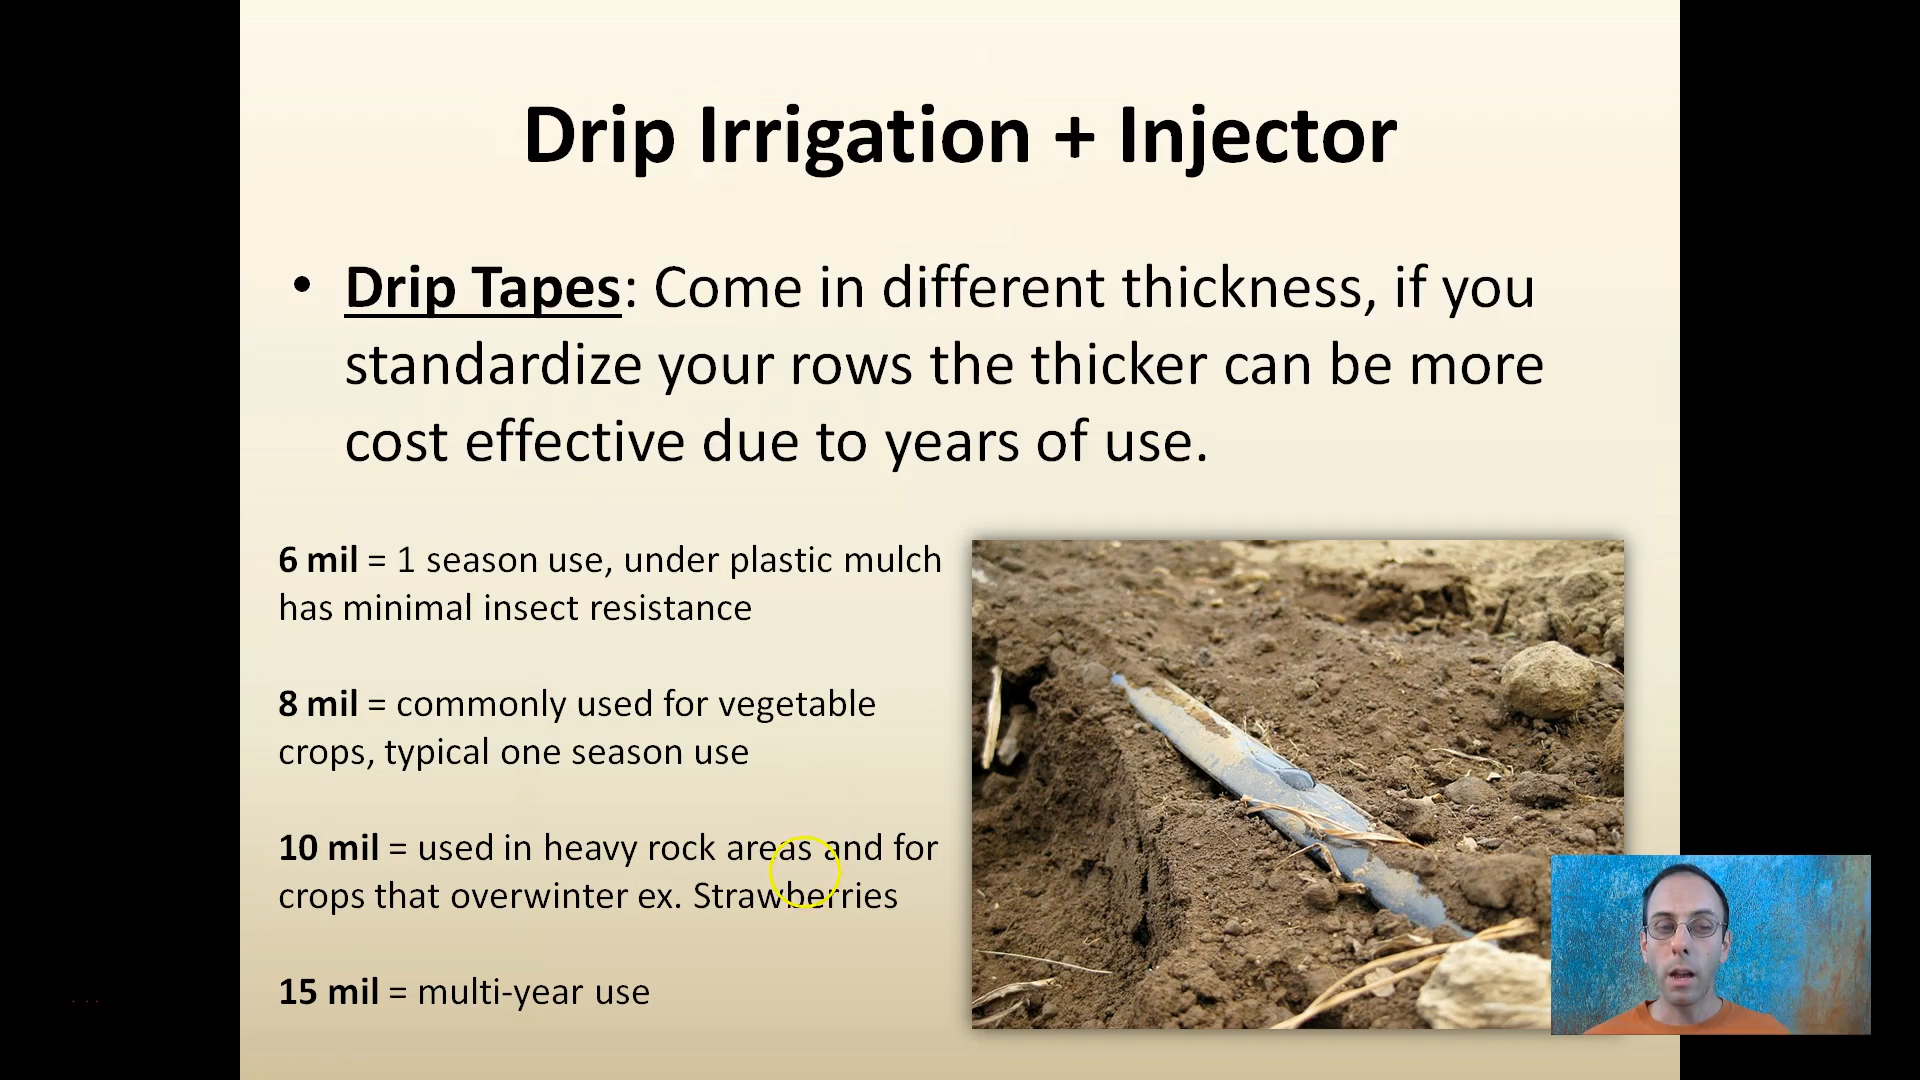 Drip Irrigation + Injector
• Drip Tapes: Come in different thickness, if you
standardize your rows the thicker can be more
cost effective due to years of use.
6 mil = 1 season use, under plastic mulch
has minimal insect resistance
8 mil = commonly used for vegetable
crops, typical one season use
10 mil = used in heavy rock areas and for
crops that overwinter ex. Strawberries
15 mil = multi-year use